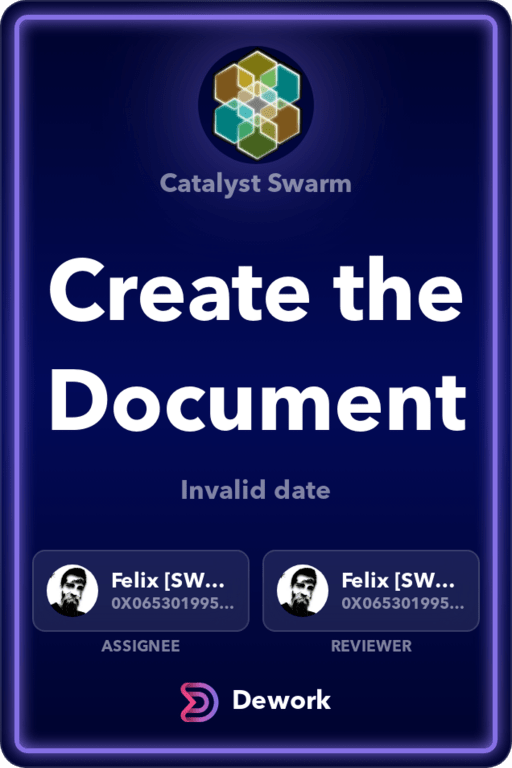 Catalyst Swarm
Create the
Document
Invalid date
Felix [SW...
0X065301995...
ASSIGNEE
Felix [SW...
0X065301995...
REVIEWER
Dework